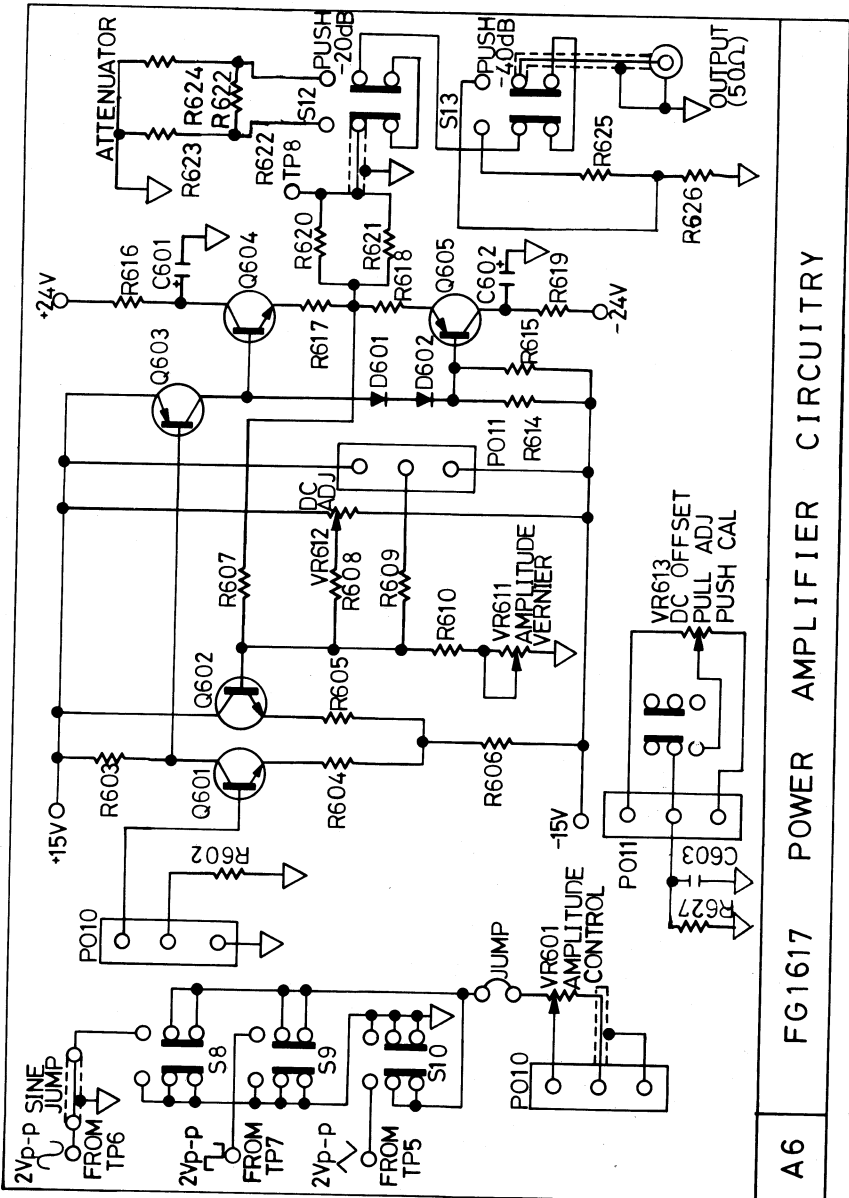 2Vp-p SINE
JUMP
FROM
TP6
S8
2Vp-p
FROM
TP7
S9
2Vp-p
FROM
TP5
S10
JUMP
VR601
AMPLITUDE
CONTROL
PO10
PO10
R602
+15V
R603
Q601
Q602
R604
R605
R606
-15V
R607
VR612
DC
ADJ
R608
R609
R610
VR611
AMPLITUDE
VERNIER
PO11
Q603
D601
D602
R614
R615
+24V
R616
C601
Q604
R617
R618
Q605
C602
R619
-24V
R620
R621
TP8
R622
ATTENUATOR
R623
R624
R622
S12
PUSH
-20dB
S13
PUSH
-40dB
R625
R626
OUTPUT
(50Ω)
PO11
R627
C603
VR613
DC OFFSET
PULL ADJ
PUSH CAL
A6
FG1617 POWER AMPLIFIER CIRCUITRY